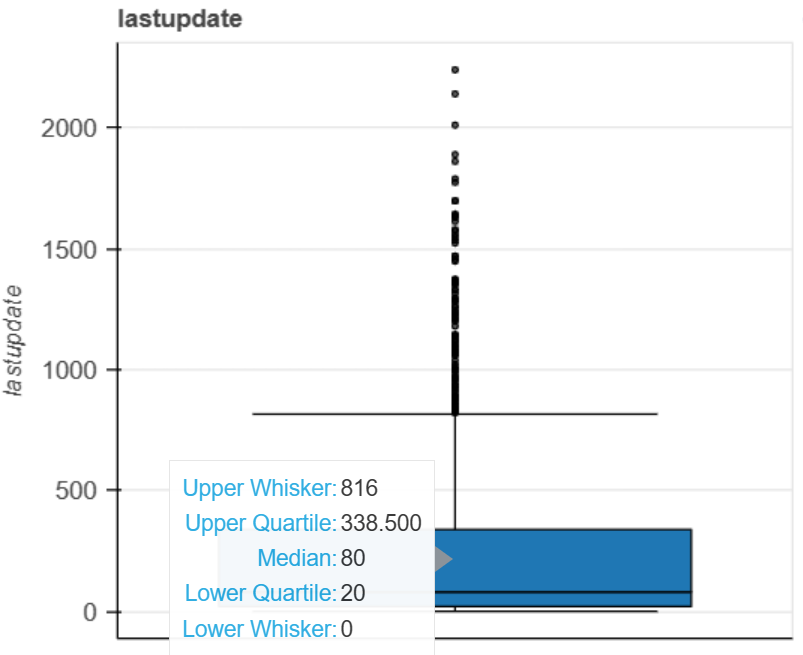 lastupdate
2000
1500
lastupdate
1000
500
0
Upper Whisker: 816
Upper Quartile: 338.500
Median: 80
Lower Quartile: 20
Lower Whisker: 0